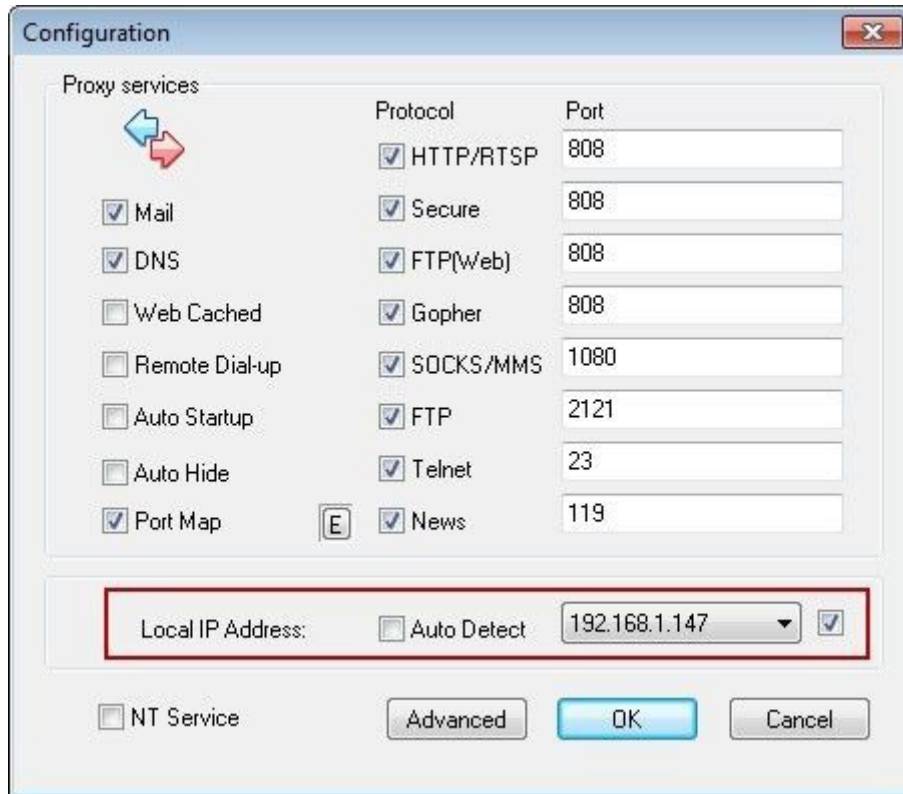 Configuration
Proxy services
Protocol Port
HTTP/RTSP 808
Mail Secure 808
DNS FTP(Web) 808
Web Cached Gopher 808
Remote Dial-up SOCKS/MMS 1080
Auto Startup FTP 2121
Auto Hide Telnet 23
Port Map E News 119
Local IP Address: Auto Detect 192.168.1.147
NT Service Advanced OK Cancel